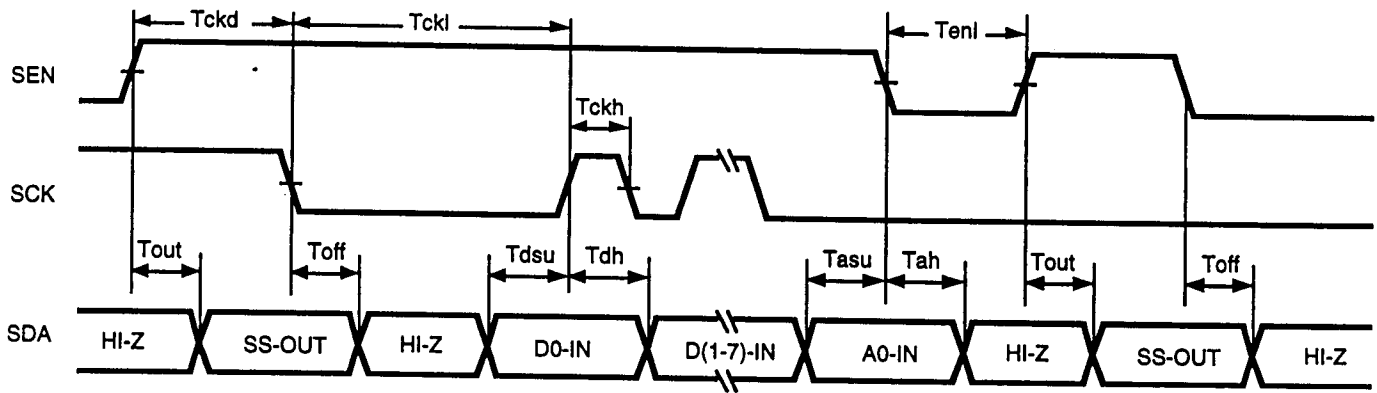 Tckd
Tckl
Tenl
SEN
Tckh
SCK
Tout
Toff
Tdsu
Tdh
Tasu
Tah
Tout
Toff
SDA
HI-Z
SS-OUT
HI-Z
D0-IN
D(1-7)-IN
A0-IN
HI-Z
SS-OUT
HI-Z